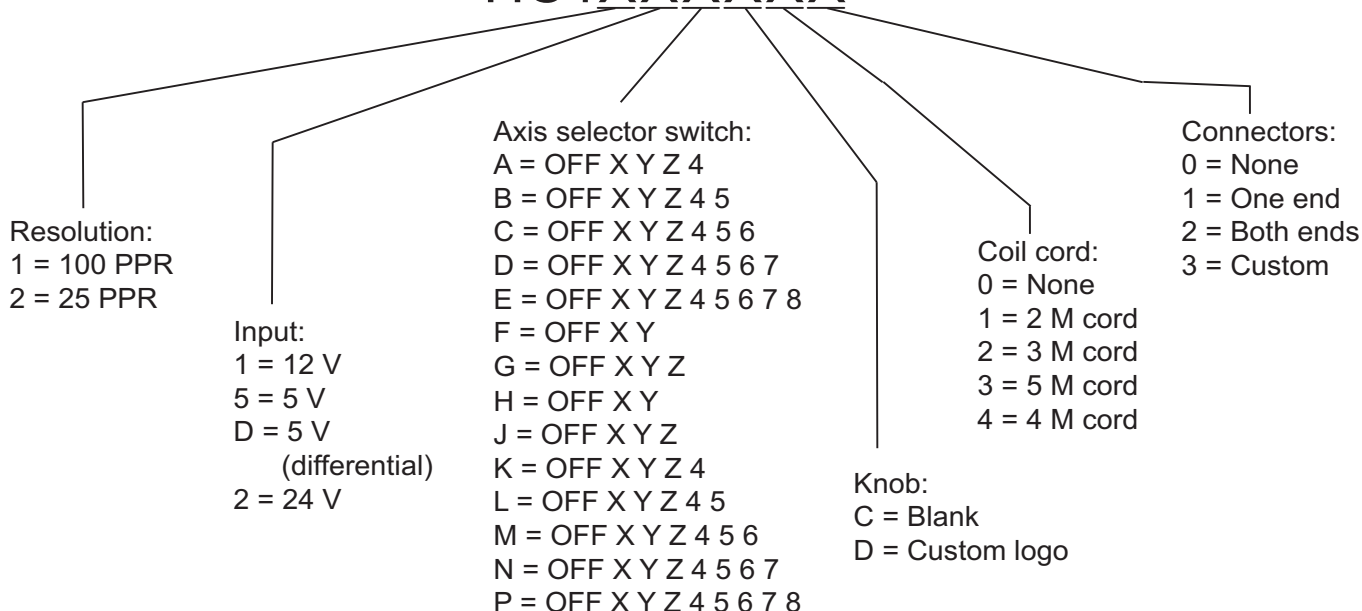 Resolution:
1 = 100 PPR
2 = 25 PPR
Input:
1 = 12 V
5 = 5 V
D = 5 V
(differential)
2 = 24 V
Axis selector switch:
A = OFF X Y Z 4
B = OFF X Y Z 4 5
C = OFF X Y Z 4 5 6
D = OFF X Y Z 4 5 6 7
E = OFF X Y Z 4 5 6 7 8
F = OFF X Y
G = OFF X Y Z
H = OFF X Y
J = OFF X Y Z
K = OFF X Y Z 4
L = OFF X Y Z 4 5
M = OFF X Y Z 4 5 6
N = OFF X Y Z 4 5 6 7
P = OFF X Y Z 4 5 6 7 8
Knob:
C = Blank
D = Custom logo
Coil cord:
0 = None
1 = 2 M cord
2 = 3 M cord
3 = 5 M cord
4 = 4 M cord
Connectors:
0 = None
1 = One end
2 = Both ends
3 = Custom